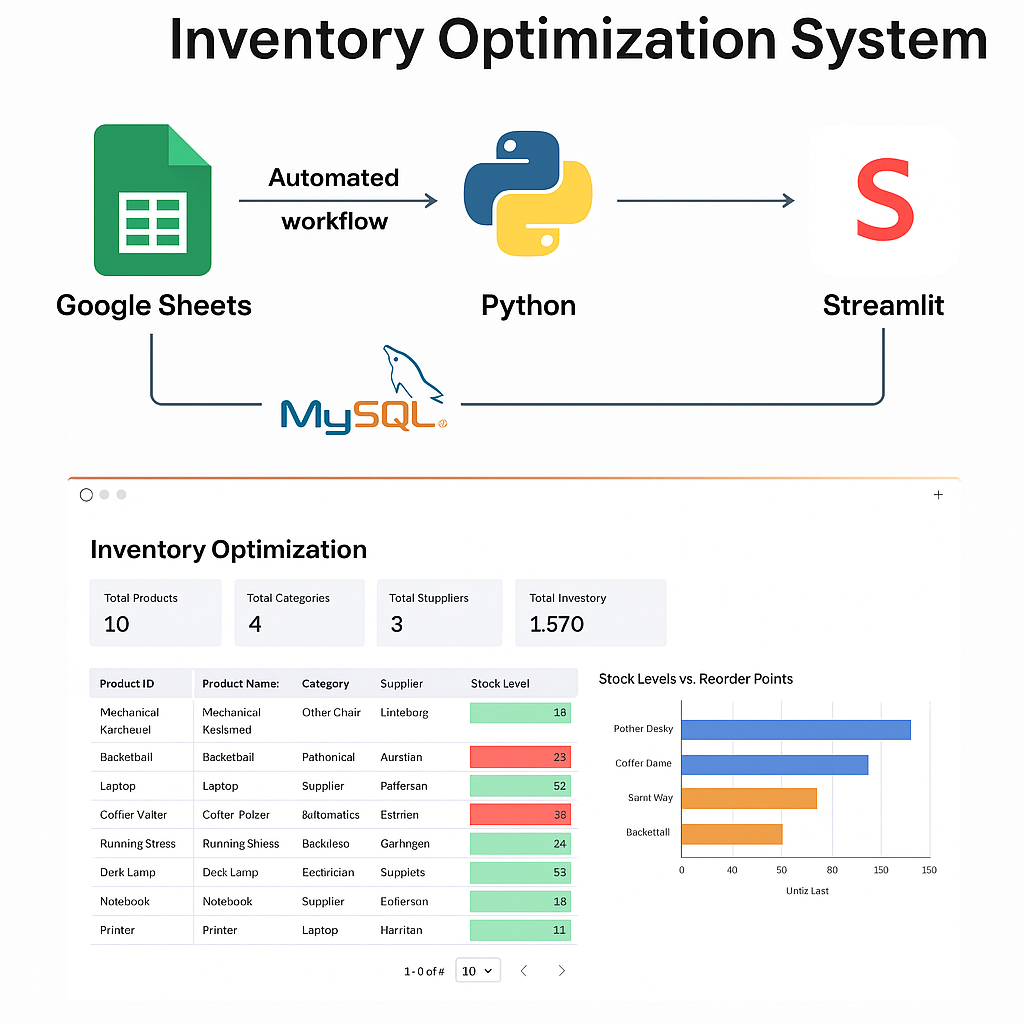 Inventory Optimization System
Automated
workflow
Google Sheets
Python
S
Streamlit
MySQL®
Inventory Optimization
Total Products
10
Total Categories
4
Total Stuppliers
3
Total Investory
1.570
Product ID Product Name: Category Supplier Stock Level
Mechanical Mechanical Other Chair Linteborg 18
Karcheuel Keslsmed
Backetball Backetball Pathonical Aurstian 23
Laptop Laptop Supplier Paffersan 52
Coffier Valter Cofter Polzer Estrrien 38
Running Stress Running Shiess Backıleso Garhngen 24
Derk Lamp Deck Lamp Eectirician Suppiets 53
Notebook Notebook Supplier Eofierson 18
Printer Printer Laptop Harritan 11
1-0 of # 10
Stock Levels vs. Reorder Points
Pother Desky
Coffer Dame
Sarnt Way
Backettall
0 40 50 80 150 150
Untiz Last